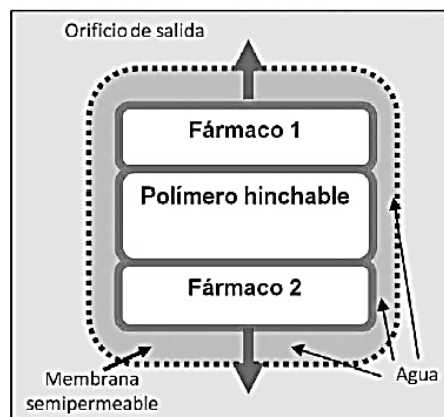 Orificio de salida
Fármaco 1
Polímero hinchable
Fármaco 2
Membrana
semipermeable
Agua